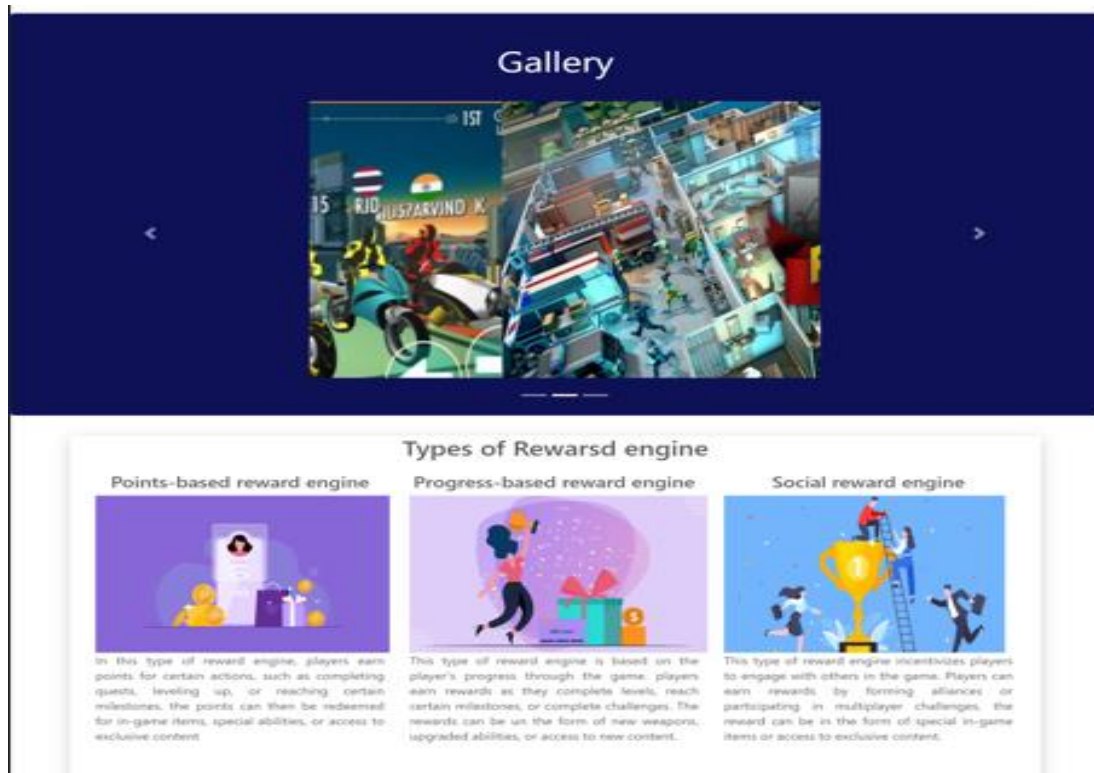 Gallery
1ST
15 RJD ARVIND K
Types of Rewarsd engine
Points-based reward engine
Progress-based reward engine
Social reward engine
In this type of reward engine, players earn
points for certain actions, such as completing
quests, leveling up, or reaching certain
milestones, the points can then be redeemed
for in-game items, special abilities, or access to
exclusive content
This type of reward engine is based on the
player's progress through the game. players
earn rewards as they complete levels, reach
certain milestones, or complete challenges. The
rewards can be un the form of new weapons,
upgraded abilities, or access to new content.
This type of reward engine incentivizes players
to engage with others in the game. Players can
earn rewards by forming alliances or
participating in multiplayer challenges, the
reward can be in the form of special in-game
items or access to exclusive content.